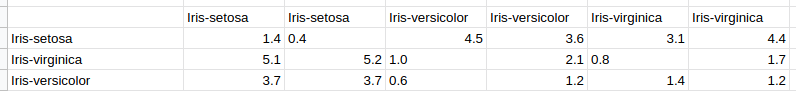 Iris-setosa Iris-setosa Iris-versicolor Iris-versicolor Iris-virginica Iris-virginica
Iris-setosa 1.4 0.4 4.5 3.6 3.1 4.4
Iris-virginica 5.1 5.2 1.0 2.1 0.8 1.7
Iris-versicolor 3.7 3.7 0.6 1.2 1.4 1.2